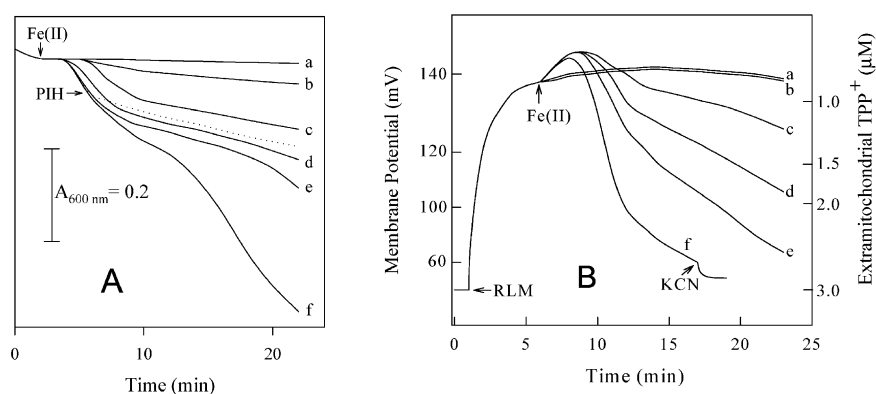 Fe(II)
a
b
PIH
c
d
e
A600 nm = 0.2
A
f
0
10
20
Time (min)
Membrane Potential (mV)
140
120
100
60
Fe(II)
a
b
c
d
e
f
RLM
B
KCN
0
5
10
15
20
25
Time (min)
1.0
1.5
2.0
3.0
Extramitochondrial TPP+ (µM)